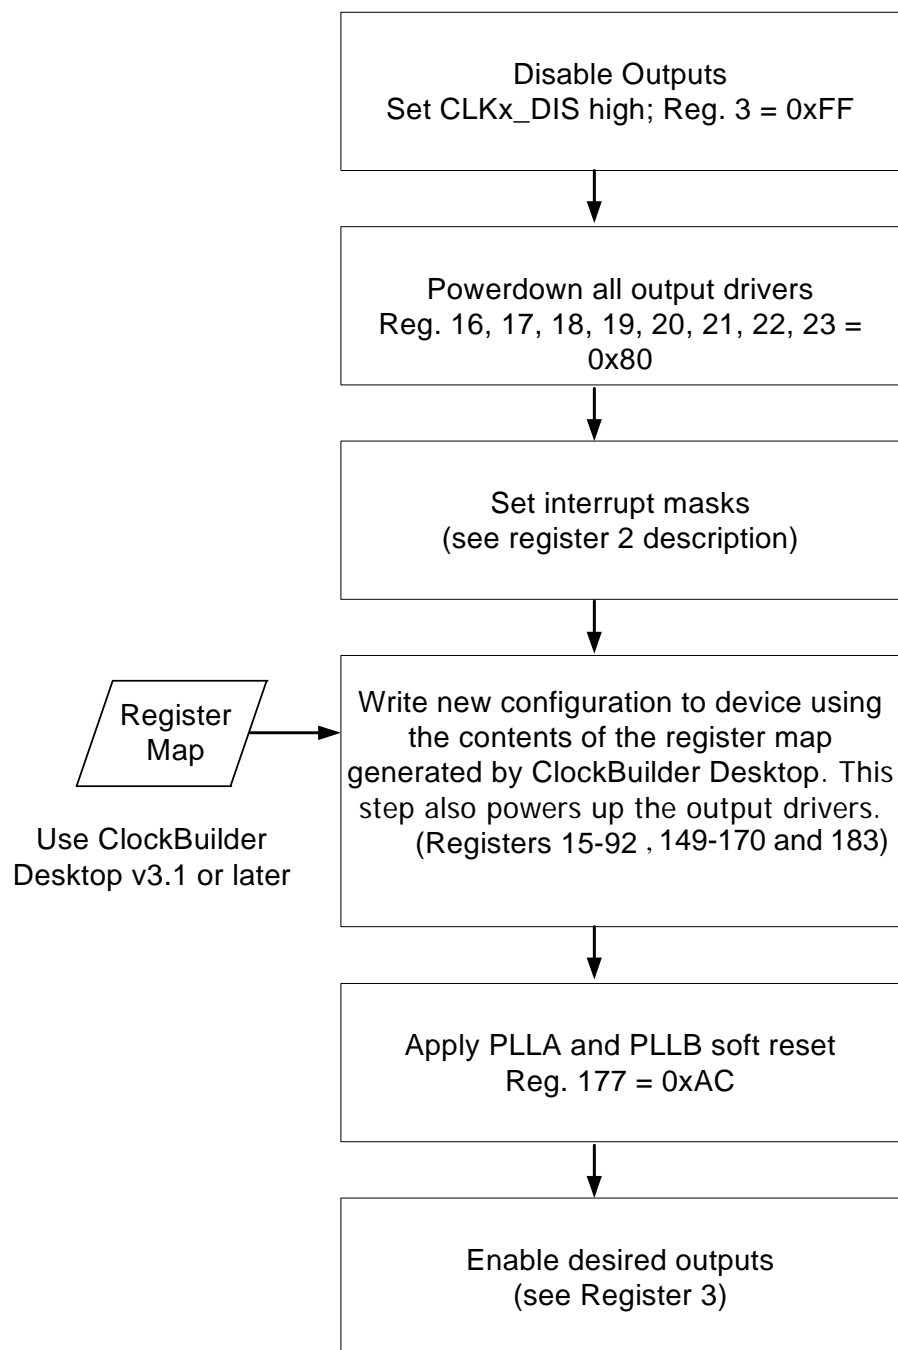 Disable Outputs
Set CLKx_DIS high; Reg. 3 = 0xFF
Powerdown all output drivers
Reg. 16, 17, 18, 19, 20, 21, 22, 23 =
0x80
Set interrupt masks
(see register 2 description)
Register
Map
Use ClockBuilder
Desktop v3.1 or later
Write new configuration to device using
the contents of the register map
generated by ClockBuilder Desktop. This
step also powers up the output drivers.
(Registers 15-92 , 149-170 and 183)
Apply PLLA and PLLB soft reset
Reg. 177 = 0xAC
Enable desired outputs
(see Register 3)